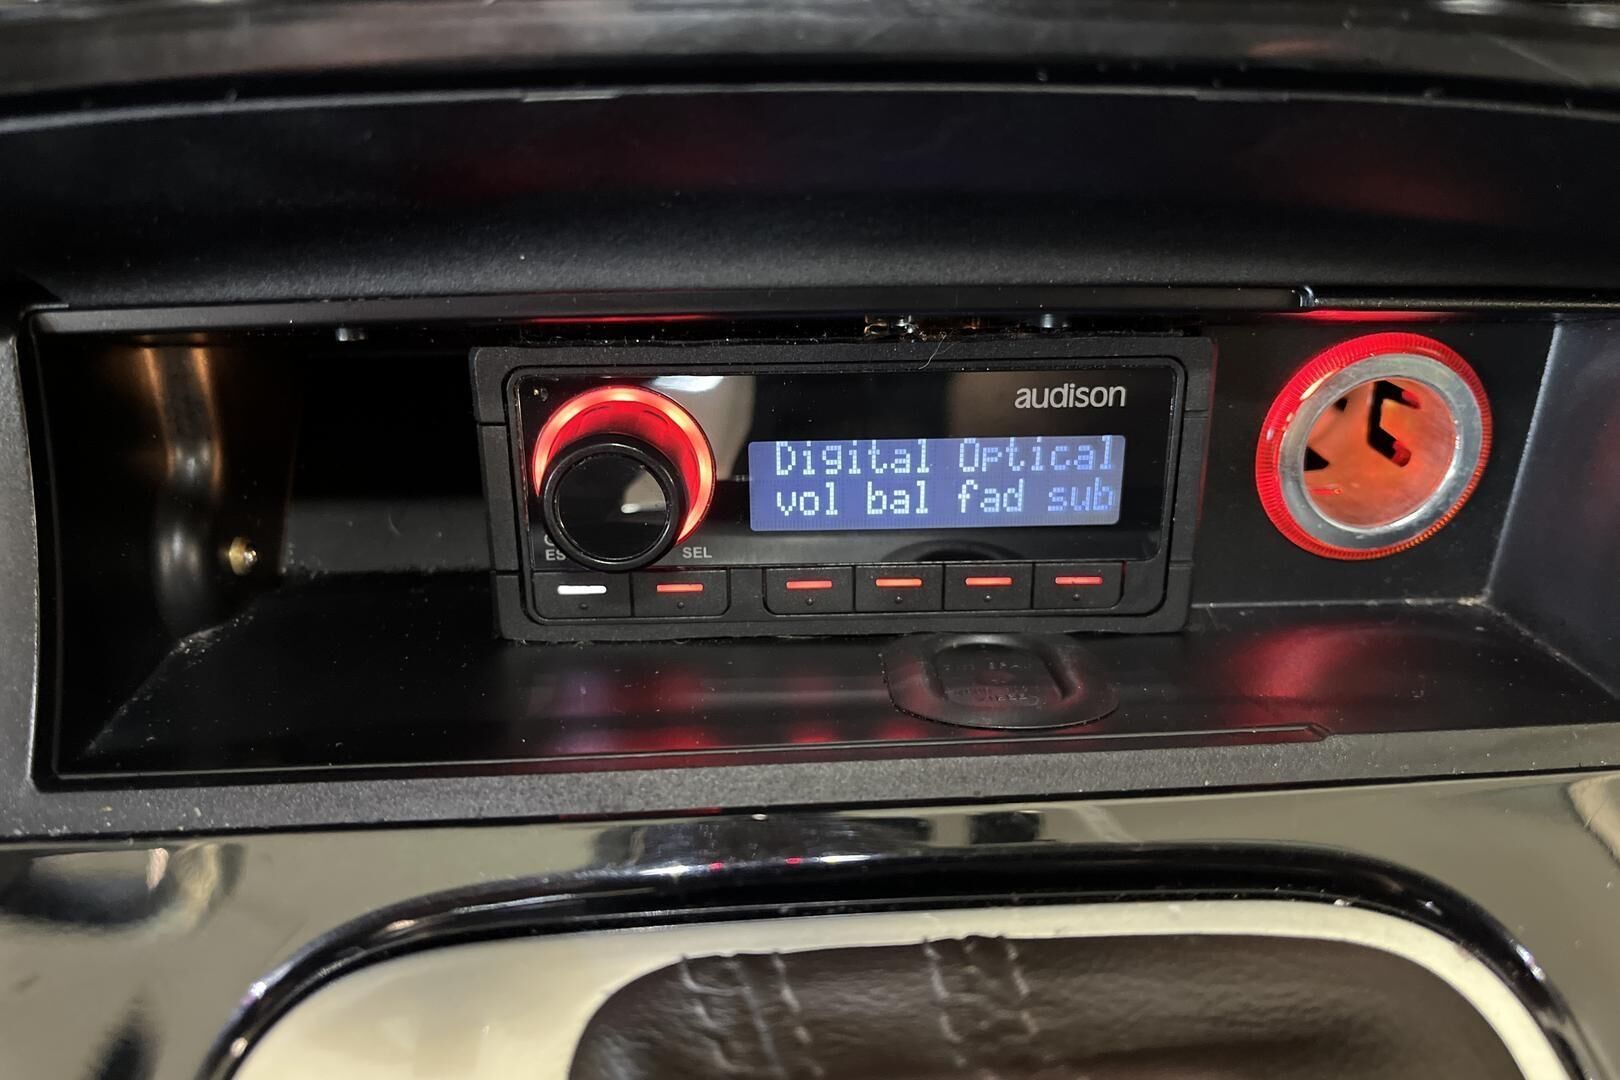 audison
Digital Optical
vol bal fad sub
SEL